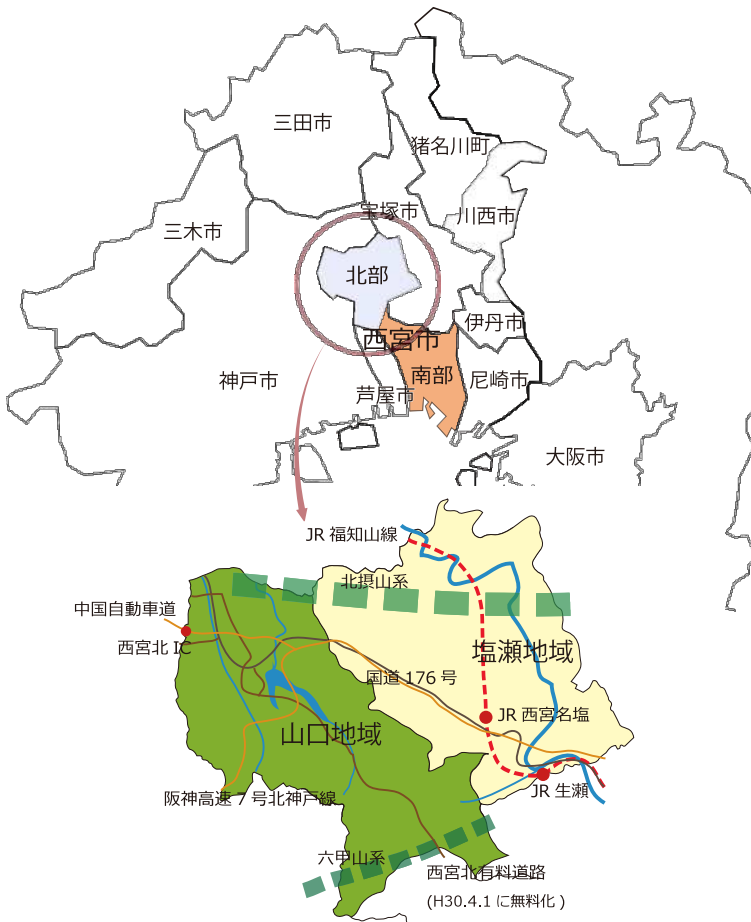 三田市
猪名川町
宝塚市
川西市
三木市
北部
伊丹市
西宮市
神戸市
芦屋市
南部
尼崎市
大阪市
JR 福知山線
北摂山系
中国自動車道
西宮北 IC
塩瀬地域
国道 176 号
JR 西宮名塩
山口地域
阪神高速 7 号北神戸線
JR 生瀬
六甲山系
西宮北有料道路
(H30.4.1 に無料化 )